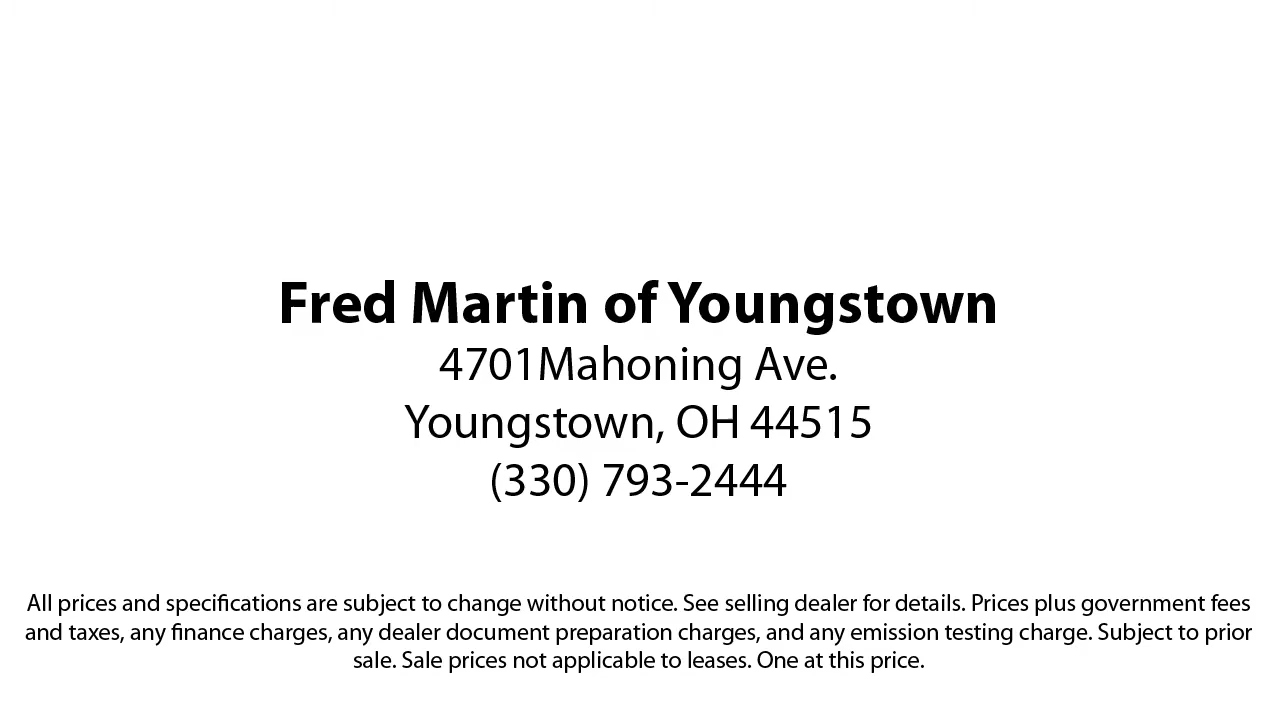 Fred Martin of Youngstown
4701Mahoning Ave.
Youngstown, OH 44515
(330) 793-2444
All prices and specifications are subject to change without notice. See selling dealer for details. Prices plus government fees
and taxes, any finance charges, any dealer document preparation charges, and any emission testing charge. Subject to prior
sale. Sale prices not applicable to leases. One at this price.